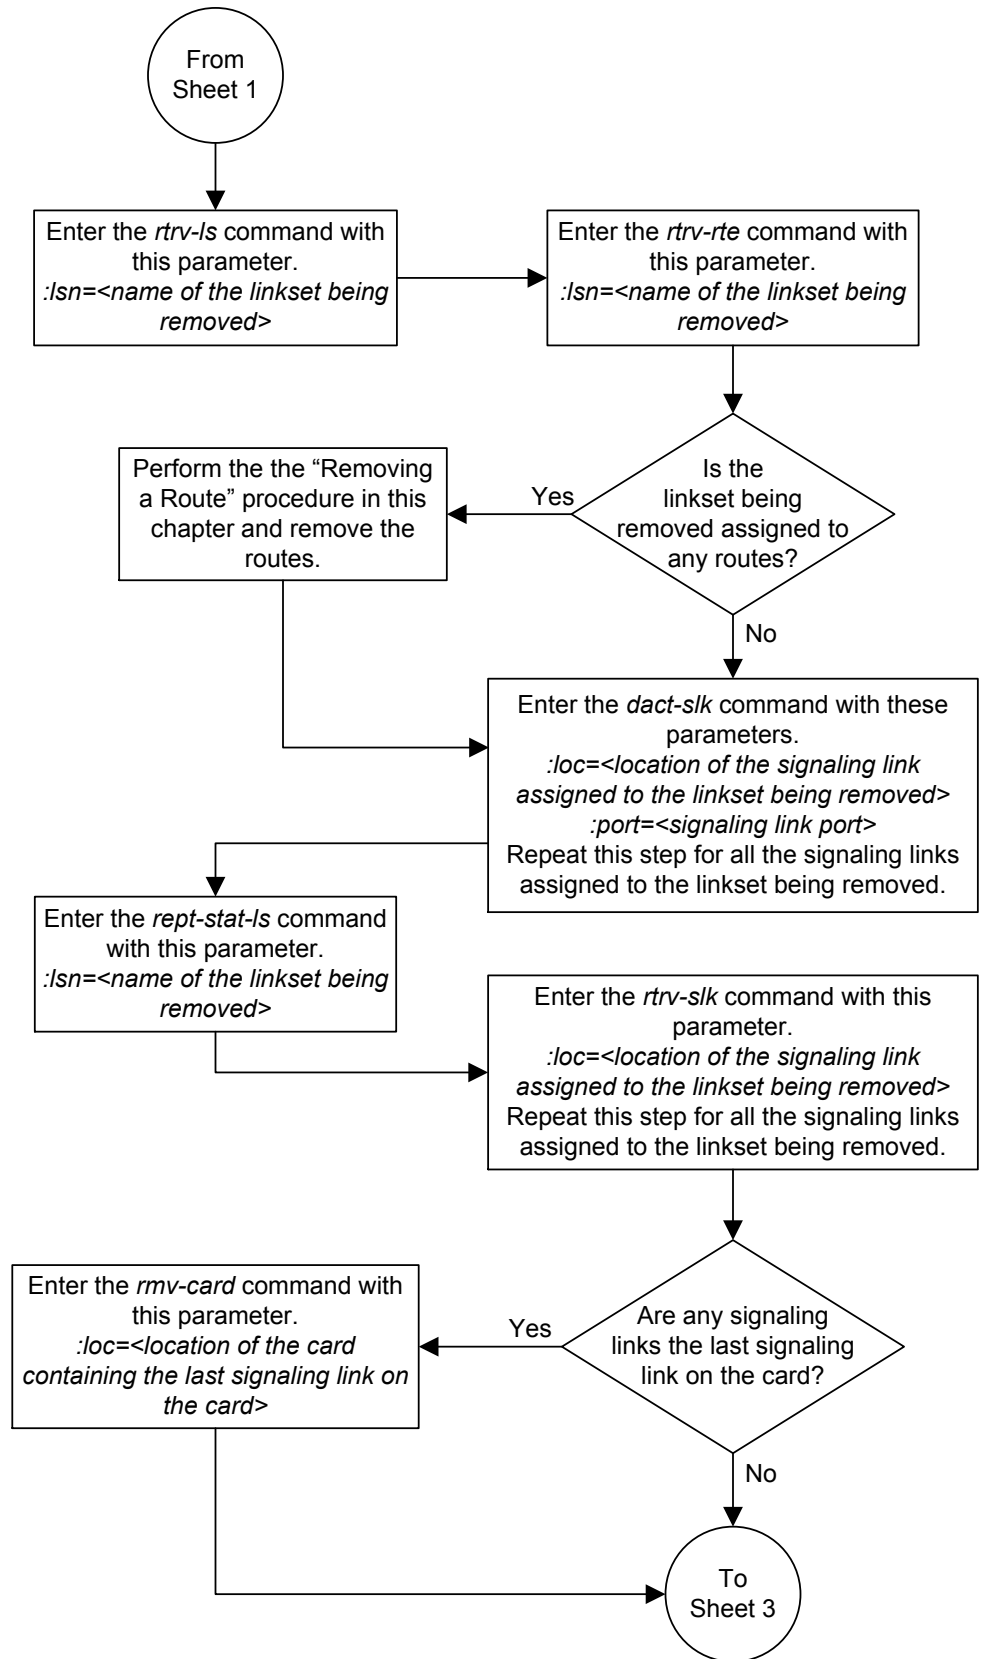 From
Sheet 1
Enter the rtrv-ls command with
this parameter.
:lsn=<name of the linkset being
removed>
Enter the rtrv-rte command with
this parameter.
:lsn=<name of the linkset being
removed>
Is the
linkset being
removed assigned to
any routes?
Yes
Perform the the “Removing
a Route” procedure in this
chapter and remove the
routes.
No
Enter the dact-slk command with these
parameters.
:loc=<location of the signaling link
assigned to the linkset being removed>
:port=<signaling link port>
Repeat this step for all the signaling links
assigned to the linkset being removed.
Enter the rept-stat-ls command
with this parameter.
:lsn=<name of the linkset being
removed>
Enter the rtrv-slk command with this
parameter.
:loc=<location of the signaling link
assigned to the linkset being removed>
Repeat this step for all the signaling links
assigned to the linkset being removed.
Are any signaling
links the last signaling
link on the card?
Yes
Enter the rmv-card command with
this parameter.
:loc=<location of the card
containing the last signaling link on
the card>
No
To
Sheet 3